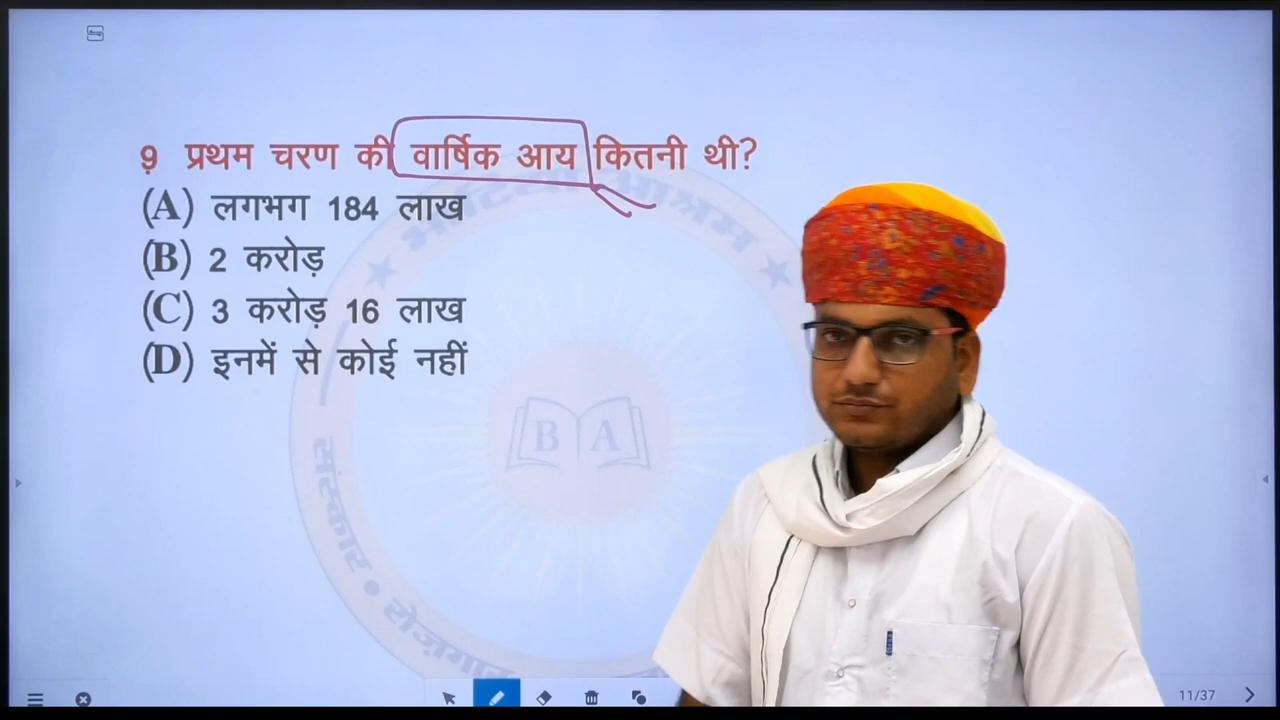 9 प्रथम चरण की वार्षिक आय कितनी थी?
(A) लगभग 184 लाख
(B) 2 करोड़
(C) 3 करोड़ 16 लाख
(D) इनमें से कोई नहीं
B A
संस्कार • रोज़गार
11/37